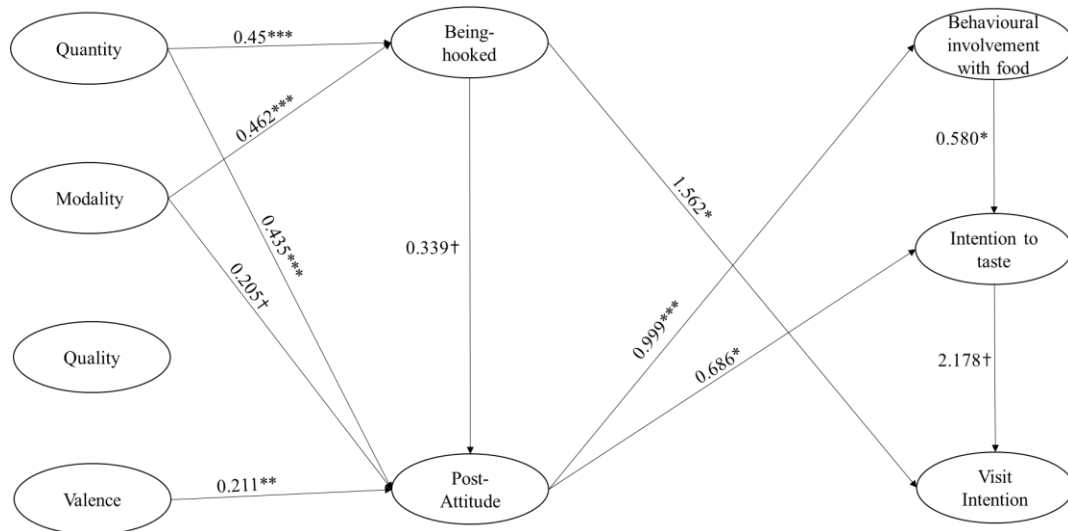 Quantity
0.45***
Being-
hooked
Behavioural
involvement
with food
0.462***
0.580*
Modality
1.562*
0.435***
0.205†
0.339†
Intention to
taste
0.999***
0.686*
Quality
2.178†
Valence
0.211**
Post-
Attitude
Visit
Intention